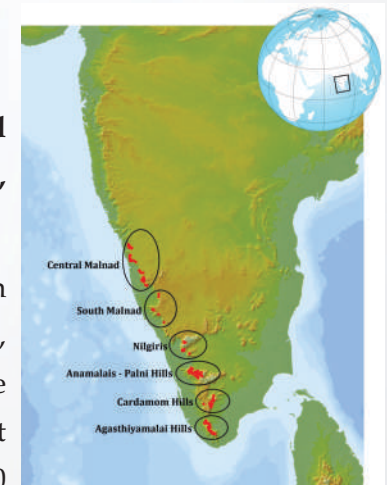 Central Malnad
South Malnad
Nilgiris
Anamalais - Palni Hills
Cardamom Hills
Agasthiyamalai Hills